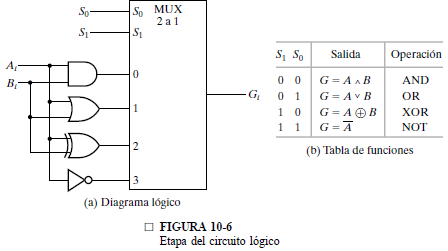 S₀ S₀ MUX
2 a 1
S₁ S₁
Aᵢ
Bᵢ
0
1
2
3
Gᵢ
(a) Diagrama lógico
S₁ S₀ Salida Operación
0 0 G = A ∧ B AND
0 1 G = A ∨ B OR
1 0 G = A ⊕ B XOR
1 1 G = A̅ NOT
(b) Tabla de funciones
□ FIGURA 10-6
Etapa del circuito lógico